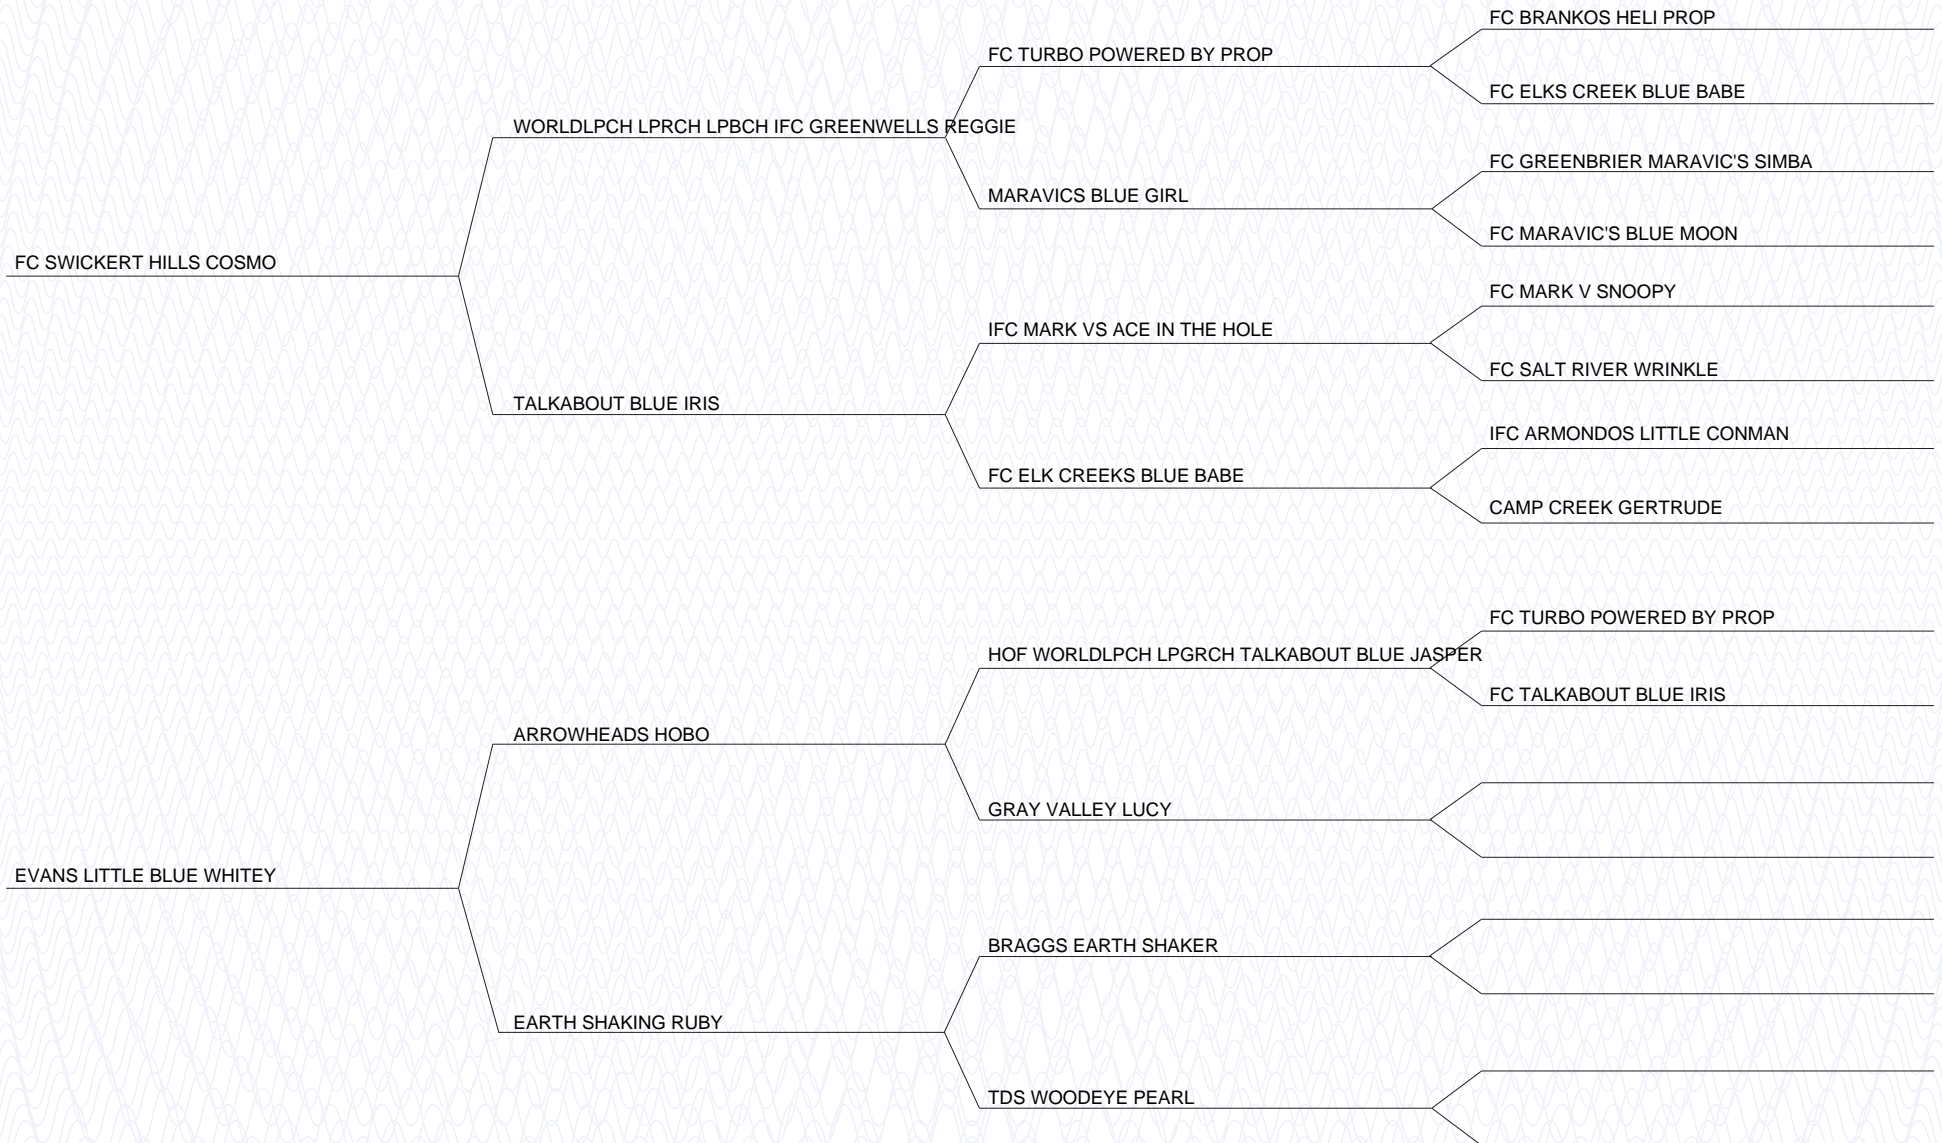 FC BRANKOS HELI PROP
FC TURBO POWERED BY PROP
FC ELKS CREEK BLUE BABE
WORLDLPCH LPRCH LPBCH IFC GREENWELLS REGGIE
FC GREENBRIER MARAVIC'S SIMBA
MARAVICS BLUE GIRL
FC MARAVIC'S BLUE MOON
FC SWICKERT HILLS COSMO
FC MARK V SNOOPY
IFC MARK VS ACE IN THE HOLE
FC SALT RIVER WRINKLE
TALKABOUT BLUE IRIS
IFC ARMONDOS LITTLE CONMAN
FC ELK CREEKS BLUE BABE
CAMP CREEK GERTRUDE
FC TURBO POWERED BY PROP
HOF WORLDLPCH LPGRCH TALKABOUT BLUE JASPER
FC TALKABOUT BLUE IRIS
ARROWHEADS HOBO
GRAY VALLEY LUCY
EVANS LITTLE BLUE WHITEY
BRAGGS EARTH SHAKER
EARTH SHAKING RUBY
TDS WOODEYE PEARL